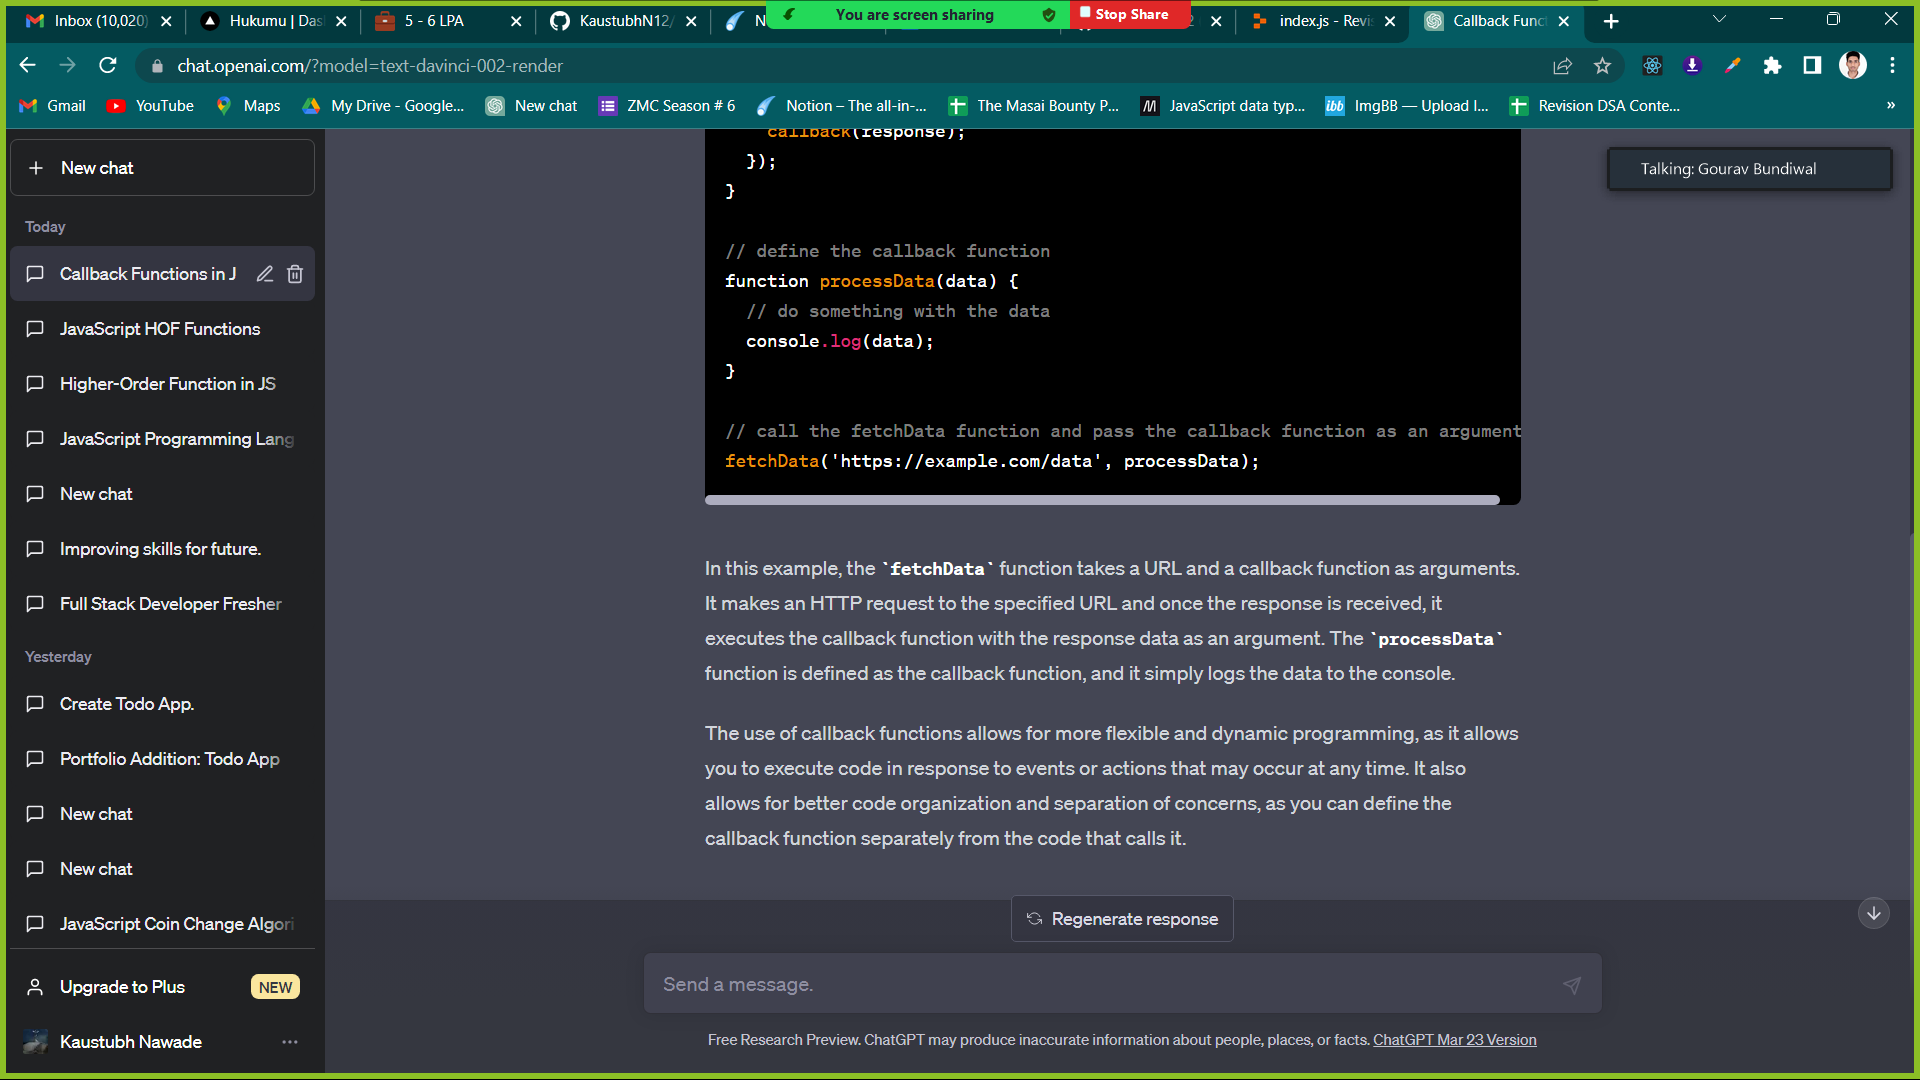 Inbox (10,020)
Hukumu | Das
5 - 6 LPA
KaustubhN12/
N
You are screen sharing
Stop Share
2
index.js - Revis
Callback Funct
chat.openai.com/?model=text-davinci-002-render
Gmail
YouTube
Maps
My Drive - Google...
New chat
ZMC Season # 6
Notion – The all-in-...
The Masai Bounty P...
M
JavaScript data typ...
ibb
ImgBB — Upload I...
Revision DSA Conte...
»
New chat
Today
Callback Functions in J
JavaScript HOF Functions
Higher-Order Function in JS
JavaScript Programming Lang
New chat
Improving skills for future.
Full Stack Developer Fresher
Yesterday
Create Todo App.
Portfolio Addition: Todo App
New chat
New chat
JavaScript Coin Change Algori
Upgrade to Plus
NEW
Kaustubh Nawade
callback(response);
});
}
// define the callback function
function processData(data) {
// do something with the data
console.log(data);
}
// call the fetchData function and pass the callback function as an argument
fetchData('https://example.com/data', processData);
Talking: Gourav Bundiwal
In this example, the `fetchData` function takes a URL and a callback function as arguments.
It makes an HTTP request to the specified URL and once the response is received, it
executes the callback function with the response data as an argument. The `processData`
function is defined as the callback function, and it simply logs the data to the console.
The use of callback functions allows for more flexible and dynamic programming, as it allows
you to execute code in response to events or actions that may occur at any time. It also
allows for better code organization and separation of concerns, as you can define the
callback function separately from the code that calls it.
Regenerate response
Send a message.
Free Research Preview. ChatGPT may produce inaccurate information about people, places, or facts. ChatGPT Mar 23 Version